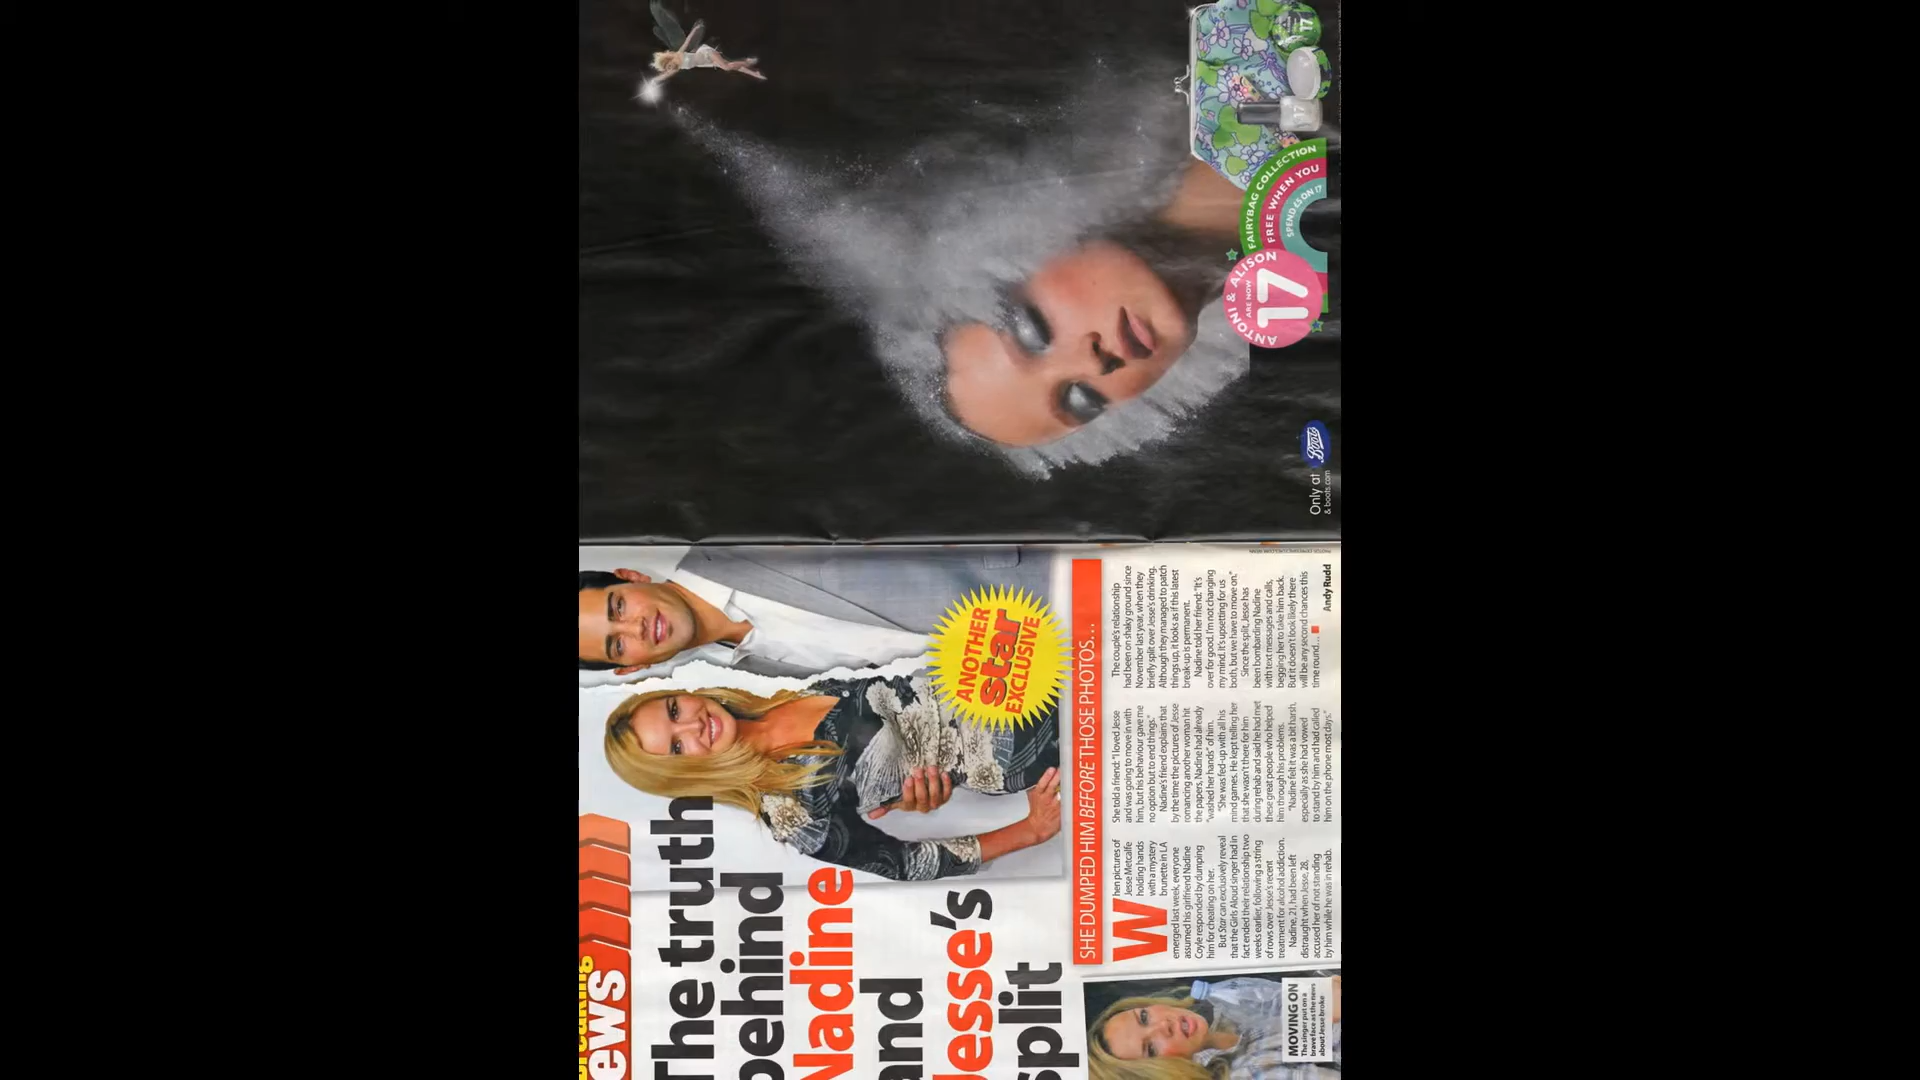 ews
The truth
behind
Nadine
and
Jesse's
split
ANOTHER
star
EXCLUSIVE
SHE DUMPED HIM BEFORE THOSE PHOTOS...
MOVING ON
The singer put on a
brave face as the news
about Jesse broke
When pictures of
Jesse Metcalfe
holding hands
with a mystery
brunette in LA
emerged last week, everyone
assumed his girlfriend Nadine
Coyle responded by dumping
him for cheating on her.
But Star can exclusively reveal
that the Girls Aloud singer had in
fact ended their relationship two
weeks earlier, following a string
of rows over Jesse's recent
treatment for alcohol addiction.
Nadine, 21, had been left
distraught when Jesse, 28,
accused her of not standing
by him while he was in rehab.
She told a friend: "I loved Jesse
and was going to move in with
him, but his behaviour gave me
no option but to end things."
Nadine's friend explains that
by the time the pictures of Jesse
romancing another woman hit
the papers, Nadine had already
"washed her hands" of him.
"She was fed-up with all his
mind games. He kept telling her
that she wasn't there for him
during rehab and said he had met
these great people who helped
him through his problems.
"Nadine felt it was a bit harsh,
especially as she had vowed
to stand by him and had called
him on the phone most days."
The couple's relationship
had been on shaky ground since
November last year, when they
briefly split over Jesse's drinking.
Although they managed to patch
things up, it looks as if this latest
break-up is permanent.
Nadine told her friend: "It's
over for good. I'm not changing
my mind. It's upsetting for us
both, but we have to move on."
Since the split, Jesse has
been bombarding Nadine
with text messages and calls,
begging her to take him back.
But it doesn't look likely there
will be any second chances this
time round...
Andy Rudd
Only at Boots
& boots.com
ANTONI & ALISON
ARE NOW
17
FAIRYBAG COLLECTION
FREE WHEN YOU
SPEND £5 ON 17
17
17